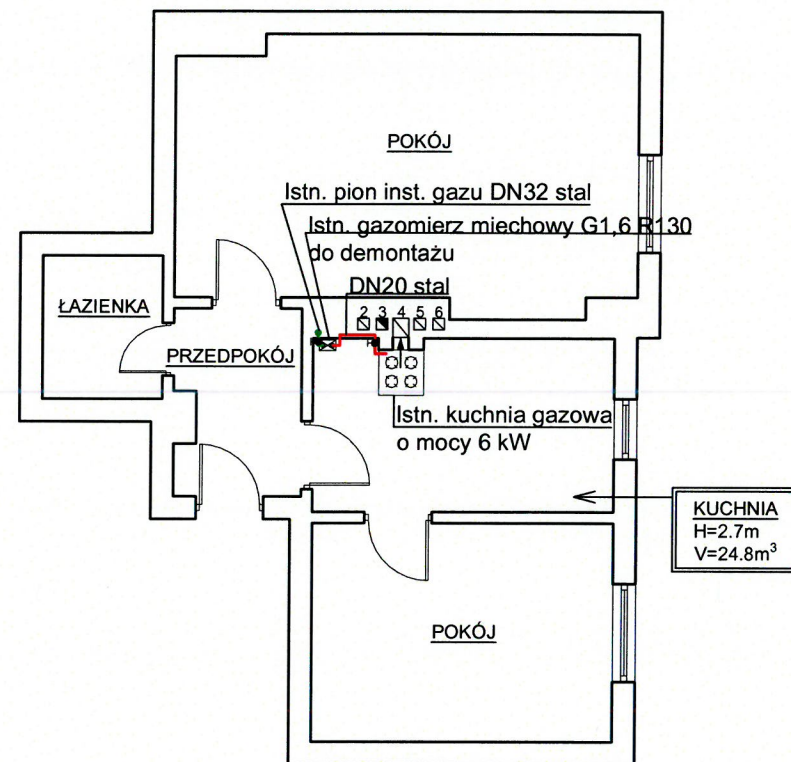 POKÓJ
Istn. pion inst. gazu DN32 stal
Istn. gazomierz miechowy G1,6 R130
do demontażu
DN20 stal
ŁAZIENKA
2 3 4 5 6
PRZEDPOKÓJ
Istn. kuchnia gazowa
o mocy 6 kW
KUCHNIA
H=2.7m
V=24.8m³
POKÓJ